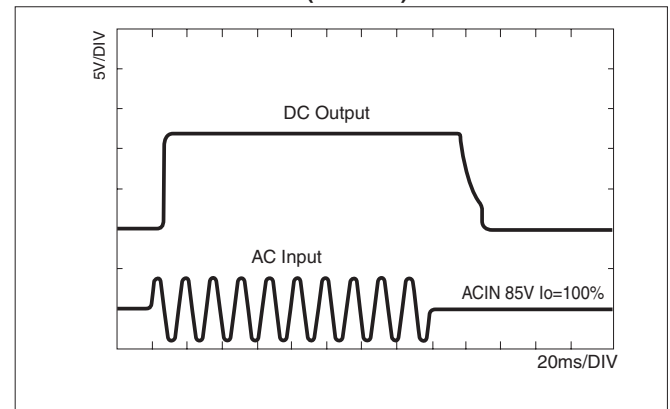 5V/DIV
DC Output
AC Input
ACIN 85V Io=100%
20ms/DIV